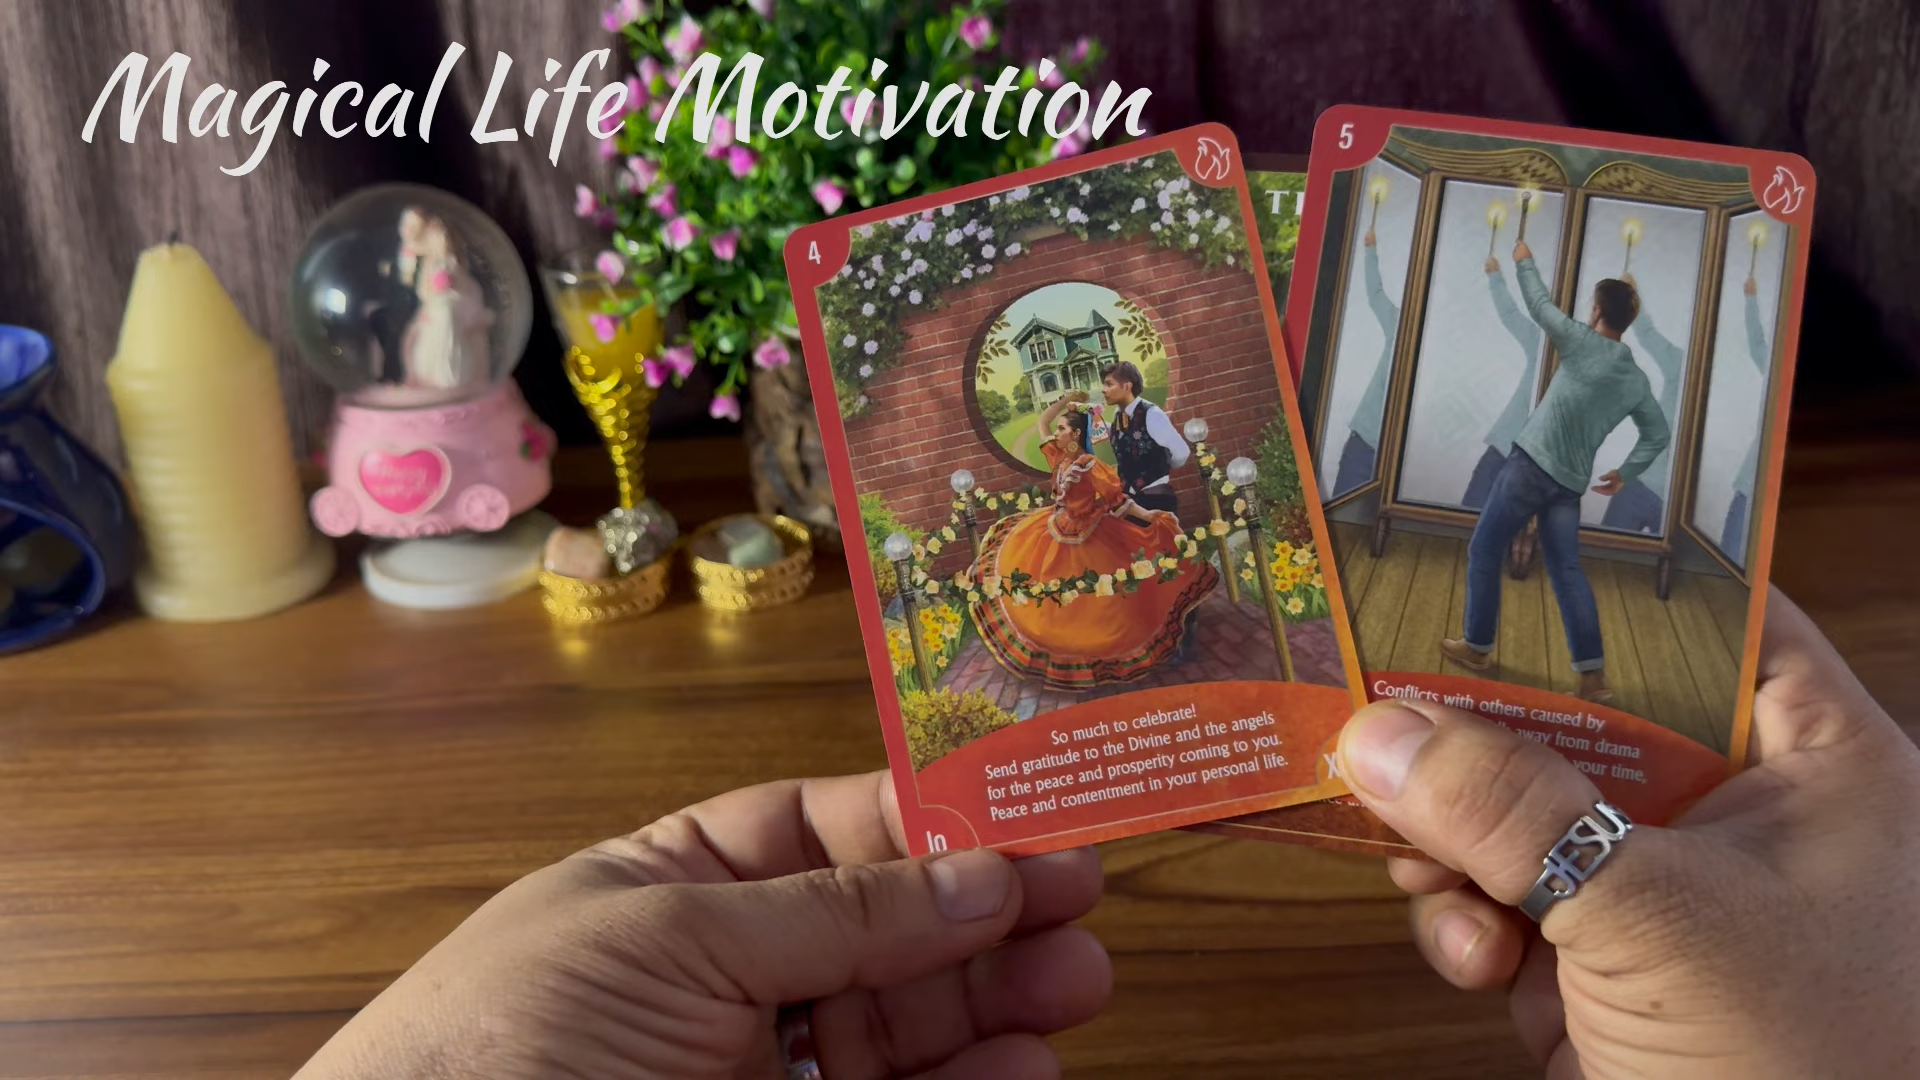 Magical Life Motivation
4
So much to celebrate!
Send gratitude to the Divine and the angels
for the peace and prosperity coming to you.
Peace and contentment in your personal life.
Io
5
Conflicts with others caused by
away from drama
your time,
X
JESUS